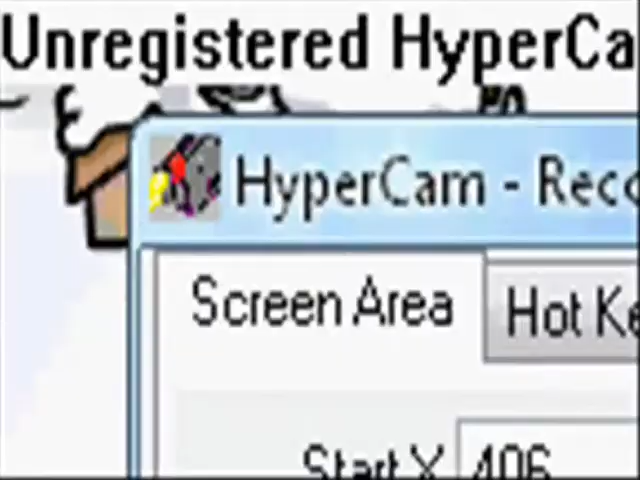 Unregistered HyperCa
HyperCam - Reco
Screen Area
Hot Ke
Start X
406